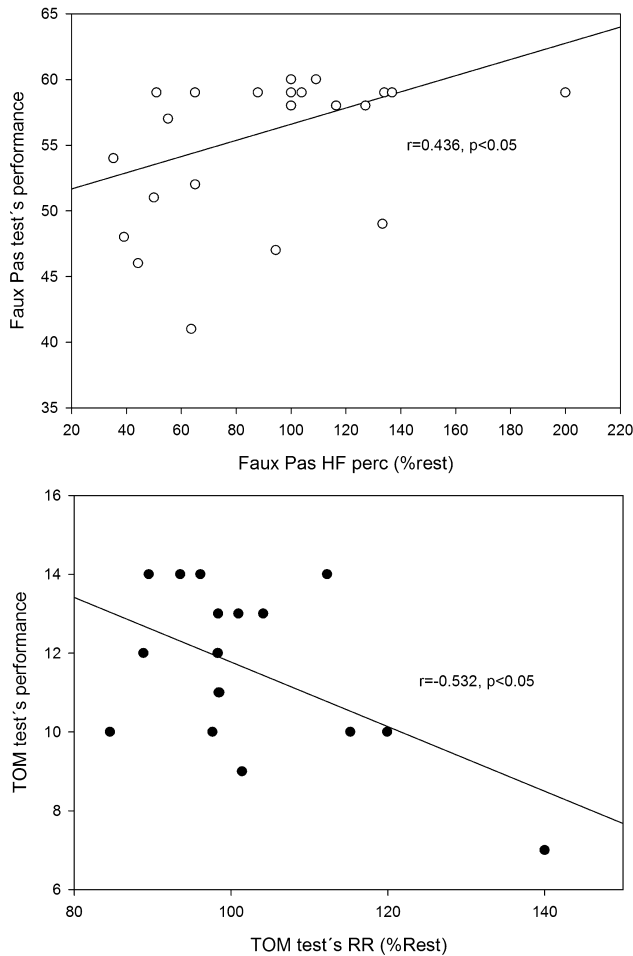 65
60
55
50
45
40
35
Faux Pas test´s performance
r=0.436, p<0.05
20 40 60 80 100 120 140 160 180 200 220
Faux Pas HF perc (%rest)
16
14
12
10
8
6
TOM test´s performance
r=-0.532, p<0.05
80 100 120 140
TOM test´s RR (%Rest)